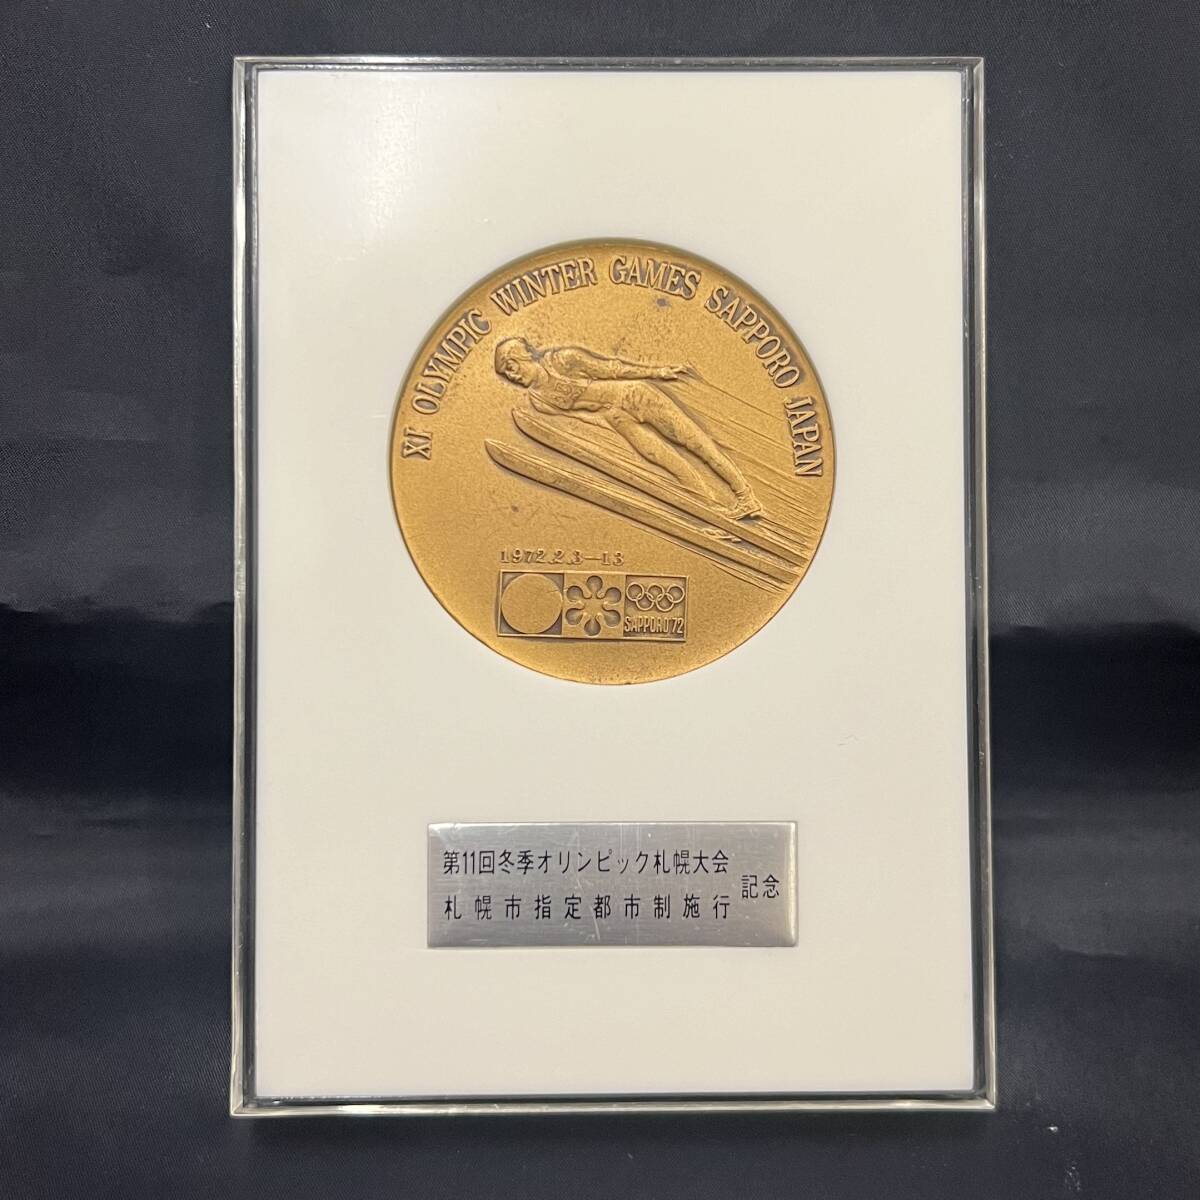 XI OLYMPIC WINTER GAMES SAPPORO JAPAN
1972.2.3-13
SAPPORO'72
第11回冬季オリンピック札幌大会
札幌市指定都市制施行
記念